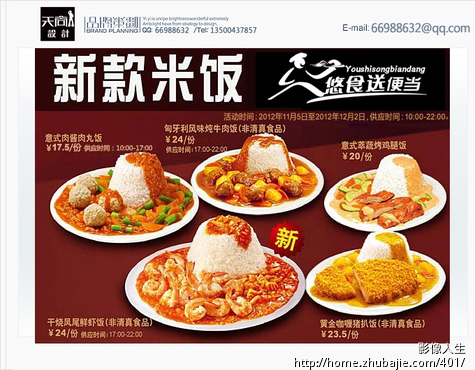 天尚
設計
品牌策劃
BRAND PLANNING
QQ 66988632 /Tel: 13500437857
E-mail: 66988632@qq.com
新款米饭
Youshisongbiandang
悠食送便当
活动时间：2012年11月5日至2012年12月2日，供应时间：10:00-22:00
意式肉酱肉丸饭
¥17.5/份 供应时间：10:00-17:00
匈牙利风味炖牛肉饭(非清真食品)
¥24/份
供应时间：17:00-22:00
意式萃蔬烤鸡腿饭
¥20/份
新
干烧凤尾鲜虾饭(非清真食品)
¥24/份 供应时间：17:00-22:00
黄金咖喱猪扒饭(非清真食品)
¥23.5/份
影像人生
http://home.zhubajie.com/401/